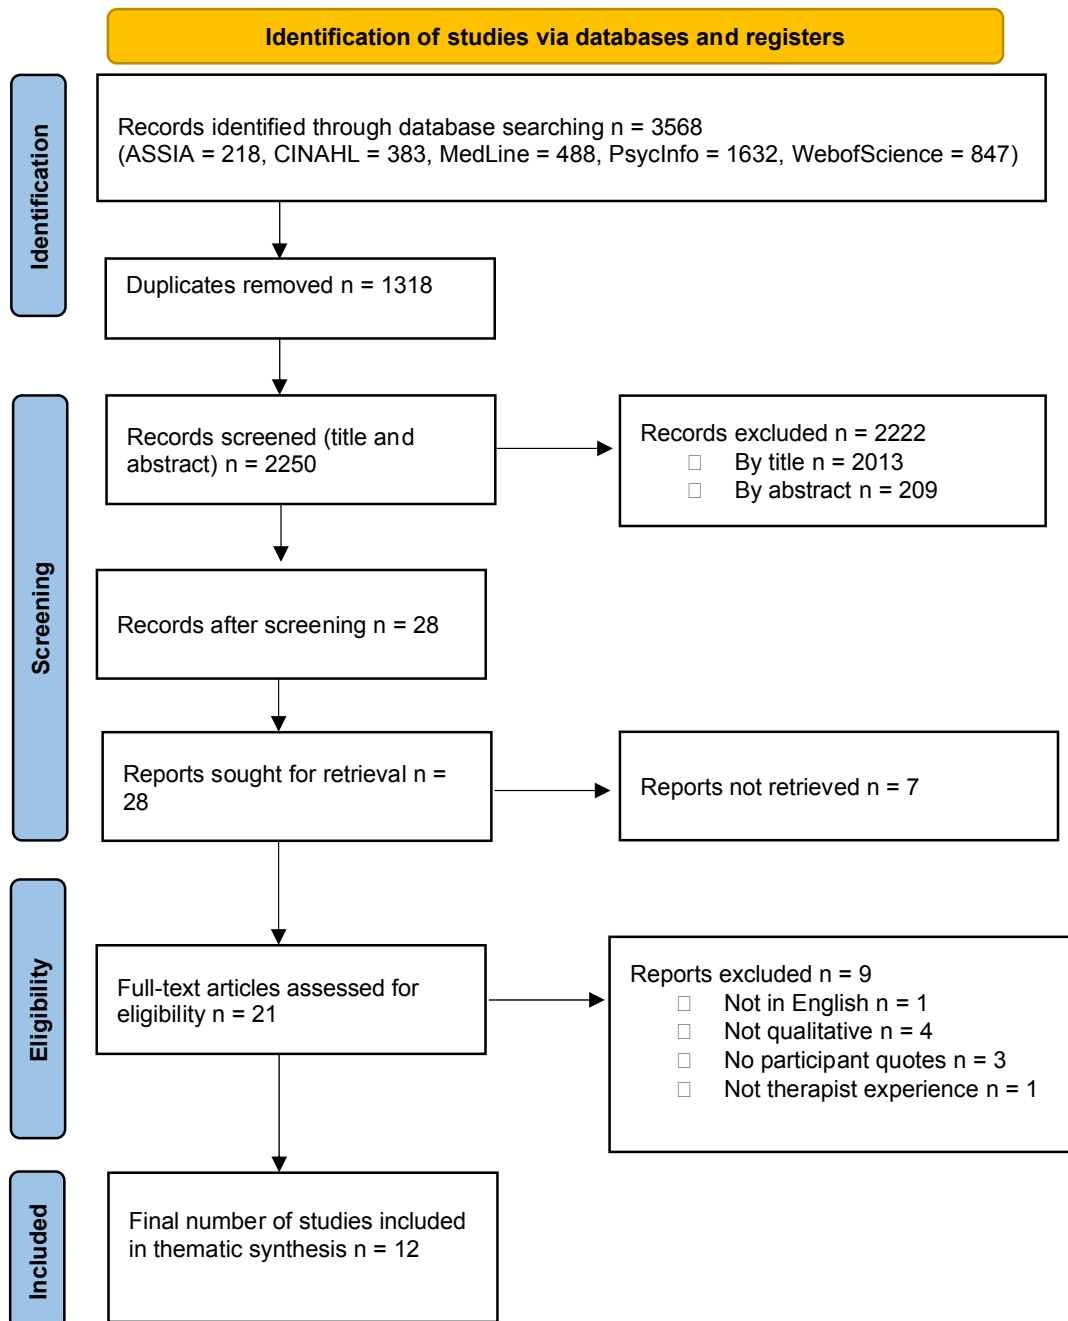 Identification of studies via databases and registers
Identification
Records identified through database searching n = 3568
(ASSIA = 218, CINAHL = 383, MedLine = 488, PsycInfo = 1632, WebofScience = 847)
Duplicates removed n = 1318
Screening
Records screened (title and
abstract) n = 2250
Records excluded n = 2222
By title n = 2013
By abstract n = 209
Records after screening n = 28
Reports sought for retrieval n =
28
Reports not retrieved n = 7
Eligibility
Full-text articles assessed for
eligibility n = 21
Reports excluded n = 9
Not in English n = 1
Not qualitative n = 4
No participant quotes n = 3
Not therapist experience n = 1
Included
Final number of studies included
in thematic synthesis n = 12